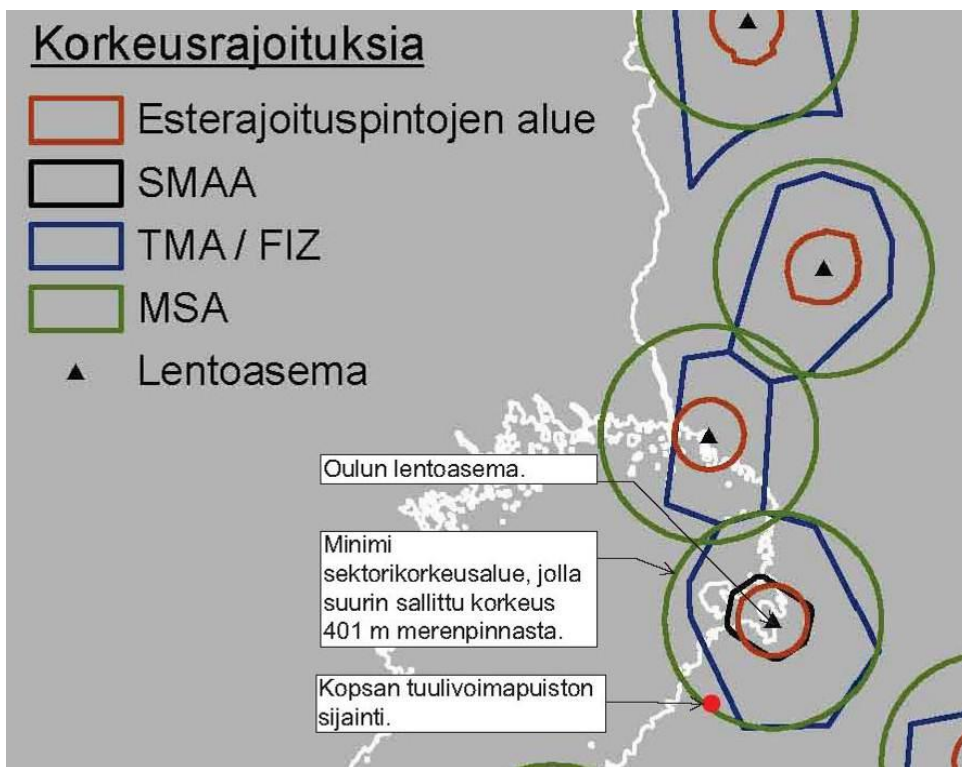 Korkeusrajoituksia
Esterajoituspintojen alue
SMAA
TMA / FIZ
MSA
Lentoasema
Oulun lentoasema.
Minimi
sektorikorkeusalue, jolla
suurin sallittu korkeus
401 m merenpinnasta.
Kopsan tuulivoimapuiston
sijainti.